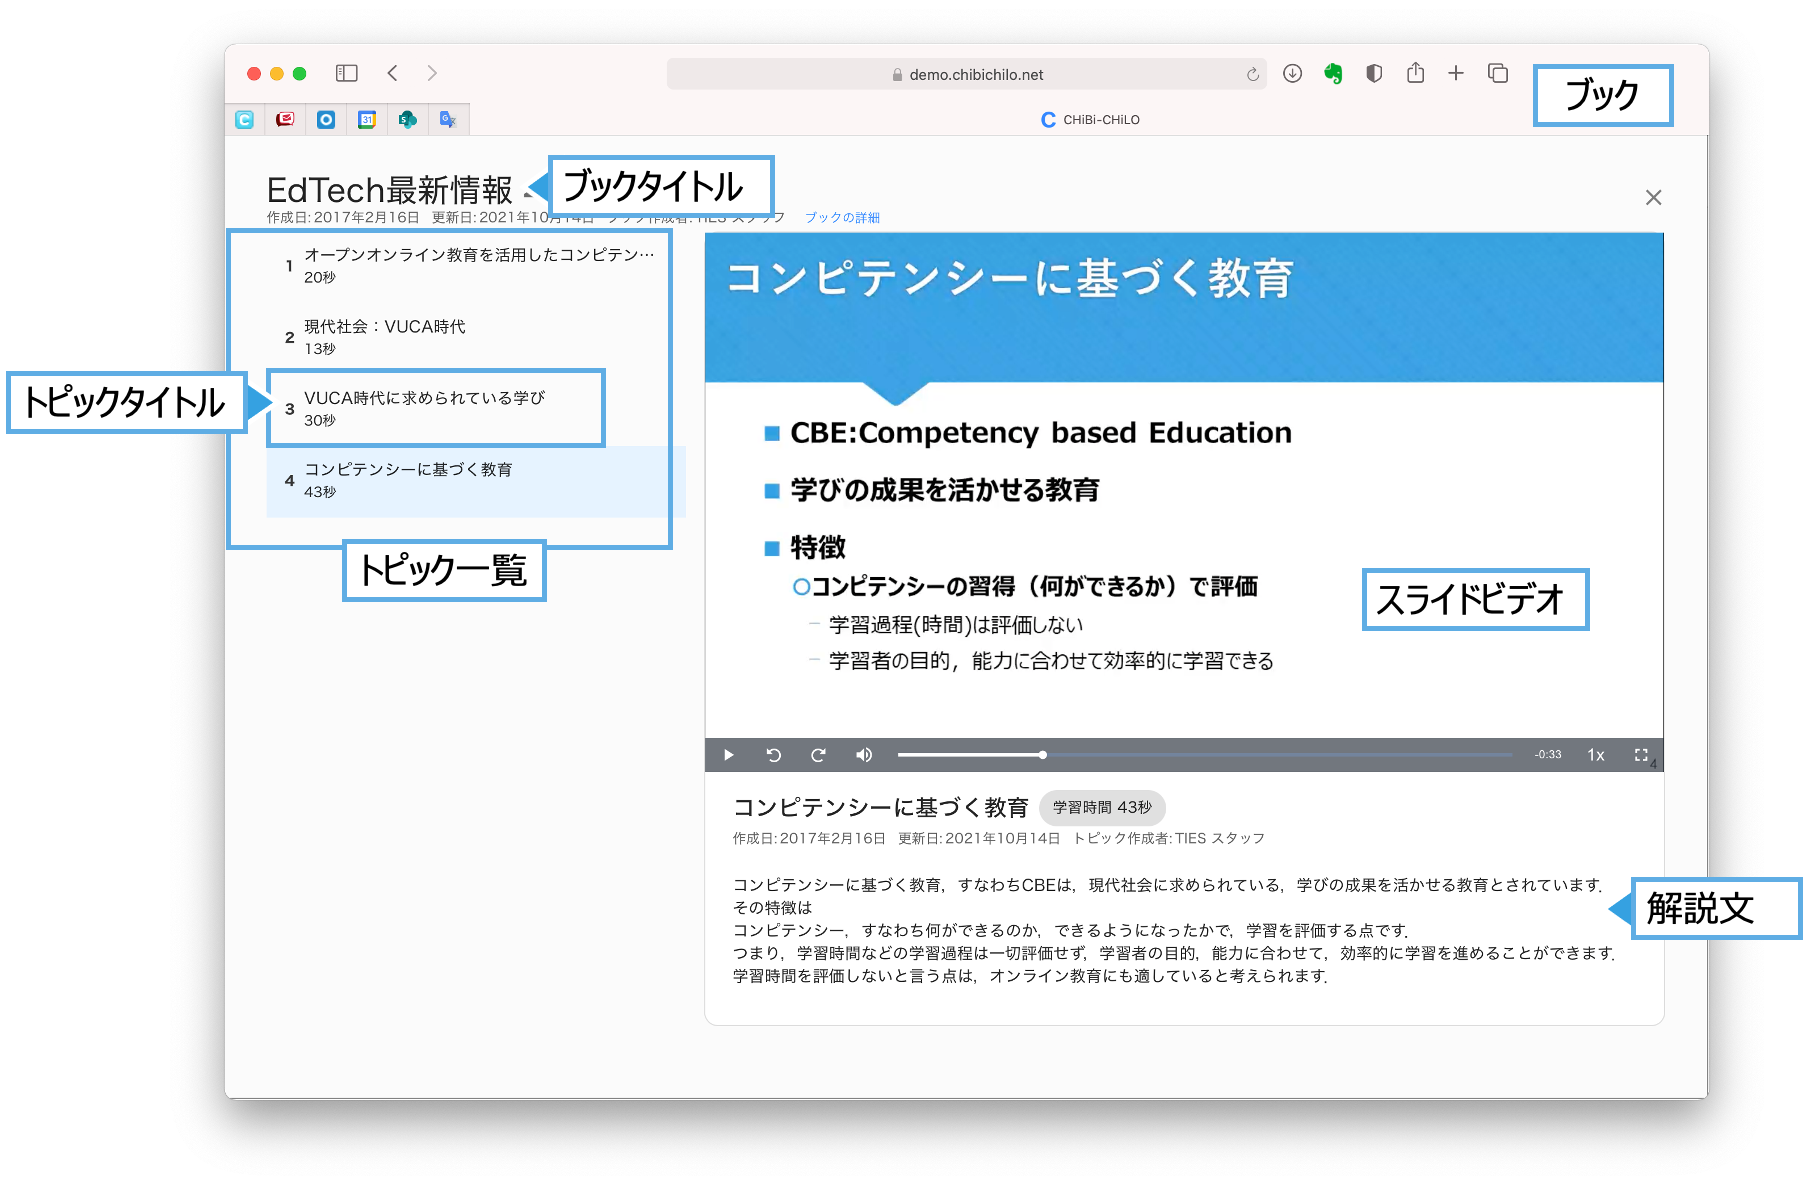 demo.chibichilo.net
ブック
31
CHiBi-CHiLO
EdTech最新情報
ブックタイトル
作成日:2017年2月16日 更新日:2021年10月14日 TIES スタッフ ブックの詳細
1 オープンオンライン教育を活用したコンピテン…
20秒
2 現代社会：VUCA時代
13秒
トピックタイトル
3 VUCA時代に求められている学び
30秒
4 コンピテンシーに基づく教育
43秒
トピック一覧
コンピテンシーに基づく教育
CBE:Competency based Education
学びの成果を活かせる教育
特徴
コンピテンシーの習得（何ができるか）で評価
学習過程(時間)は評価しない
学習者の目的，能力に合わせて効率的に学習できる
スライドビデオ
-0:33 1x
4
コンピテンシーに基づく教育 学習時間 43秒
作成日:2017年2月16日 更新日:2021年10月14日 トピック作成者:TIES スタッフ
コンピテンシーに基づく教育，すなわちCBEは，現代社会に求められている，学びの成果を活かせる教育とされています．
その特徴は
コンピテンシー，すなわち何ができるのか，できるようになったかで，学習を評価する点です．
つまり，学習時間などの学習過程は一切評価せず，学習者の目的，能力に合わせて，効率的に学習を進めることができます．
学習時間を評価しないと言う点は，オンライン教育にも適していると考えられます．
解説文